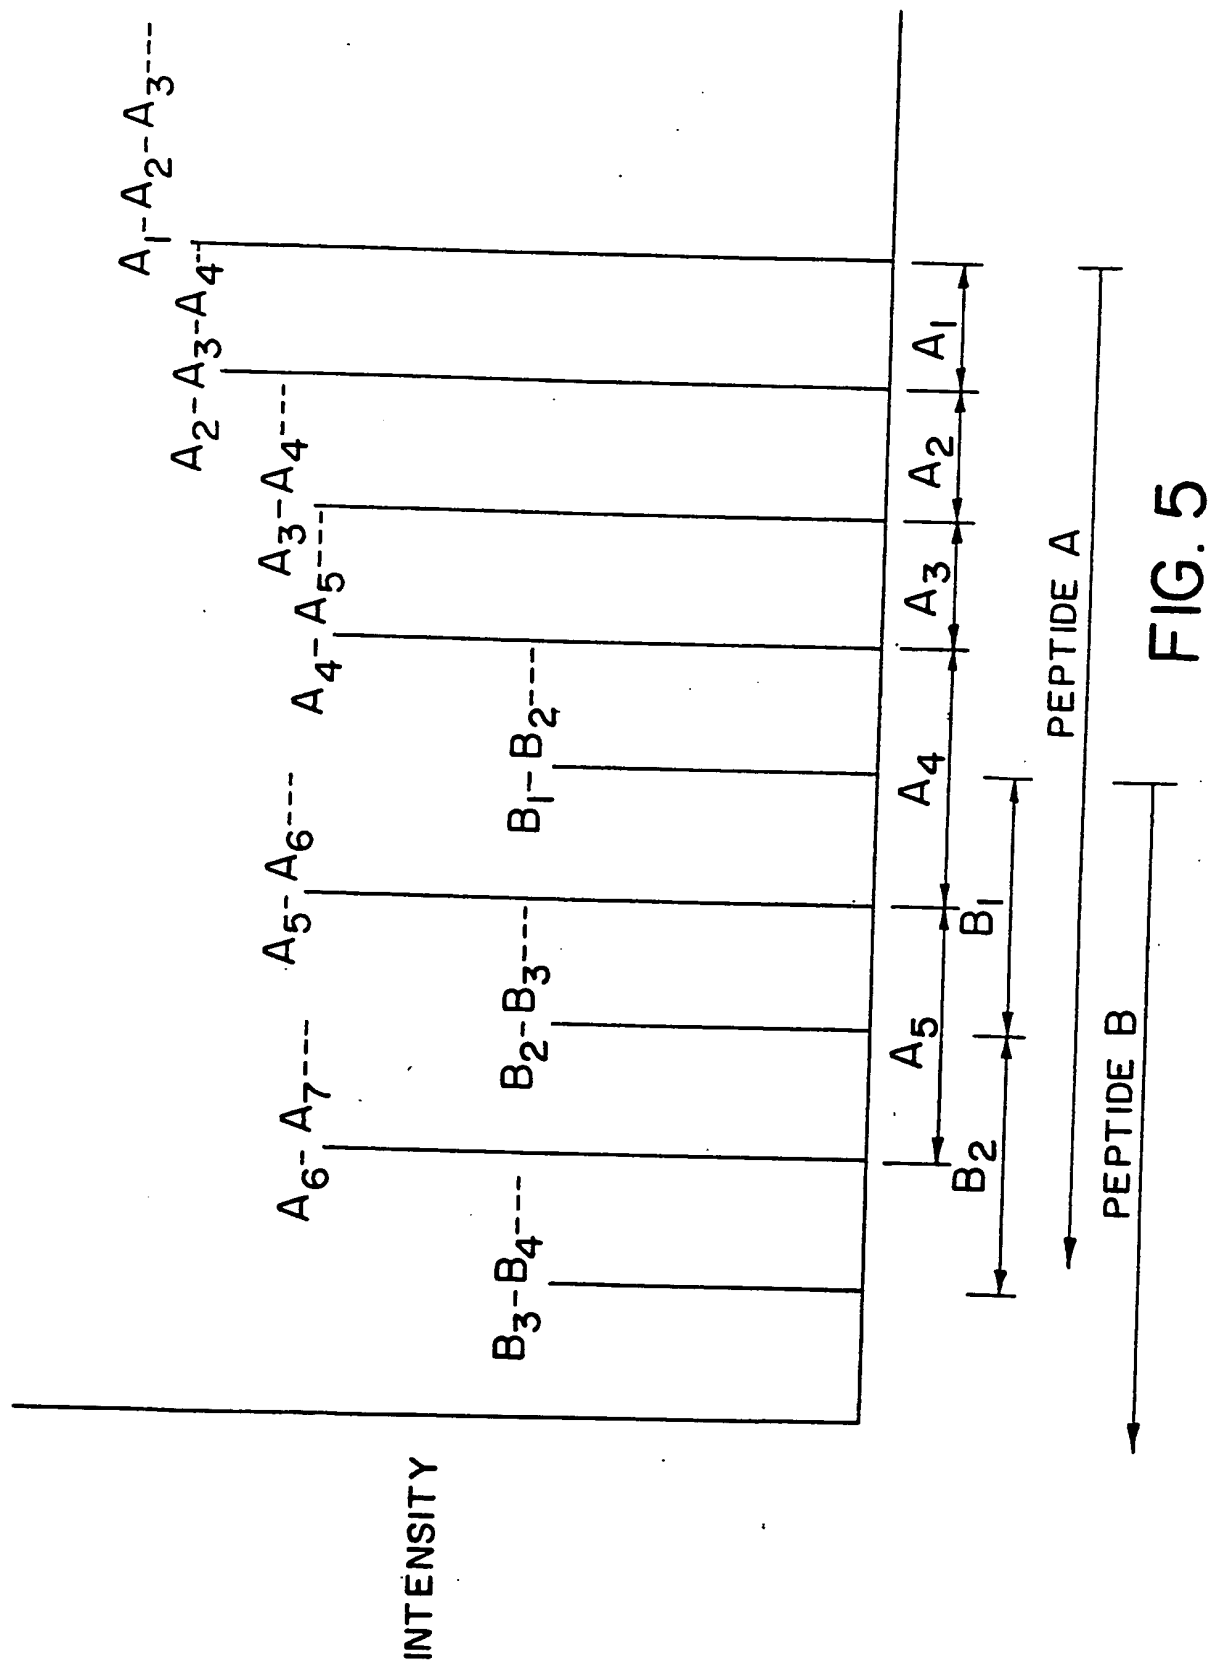 INTENSITY
A1-A2-A3----
A2-A3-A4--
A3-A4----
A4-A5----
A5-A6----
A6-A7----
B1-B2----
B2-B3----
B3-B4----
A5
A4
A3
A2
A1
B2
B1
PEPTIDE A
PEPTIDE B
FIG. 5